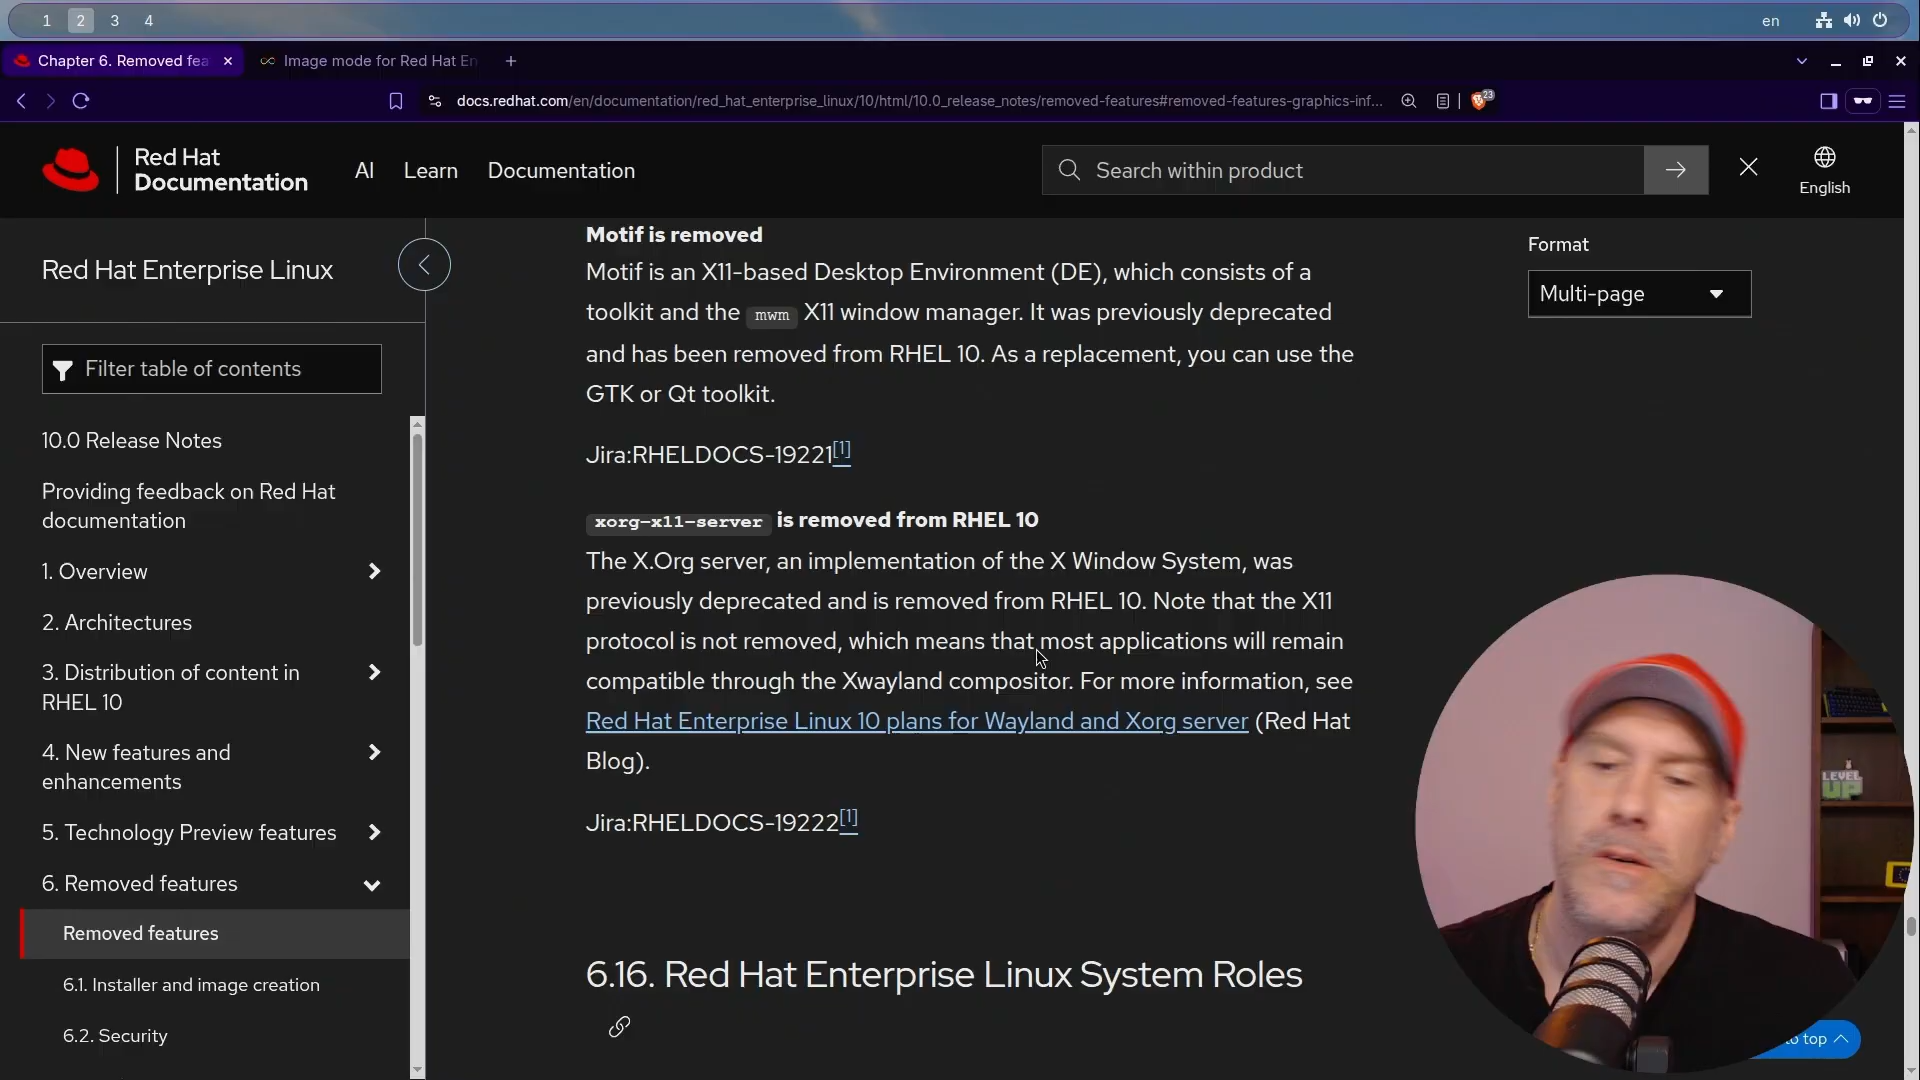 1 2 3 4 en
Chapter 6. Removed fea
Image mode for Red Hat En
docs.redhat.com/en/documentation/red_hat_enterprise_linux/10/html/10.0_release_notes/removed-features#removed-features-graphics-inf...
23
Red Hat
Documentation
AI Learn Documentation
Search within product
English
Red Hat Enterprise Linux
Filter table of contents
10.0 Release Notes
Providing feedback on Red Hat
documentation
1. Overview
2. Architectures
3. Distribution of content in
RHEL 10
4. New features and
enhancements
5. Technology Preview features
6. Removed features
Removed features
6.1. Installer and image creation
6.2. Security
Motif is removed
Motif is an X11-based Desktop Environment (DE), which consists of a
toolkit and the mwm X11 window manager. It was previously deprecated
and has been removed from RHEL 10. As a replacement, you can use the
GTK or Qt toolkit.
Jira:RHELDOCS-19221[1]
xorg-x11-server is removed from RHEL 10
The X.Org server, an implementation of the X Window System, was
previously deprecated and is removed from RHEL 10. Note that the X11
protocol is not removed, which means that most applications will remain
compatible through the Xwayland compositor. For more information, see
Red Hat Enterprise Linux 10 plans for Wayland and Xorg server (Red Hat
Blog).
Jira:RHELDOCS-19222[1]
6.16. Red Hat Enterprise Linux System Roles
Format
Multi-page
LEVEL
UP
to top